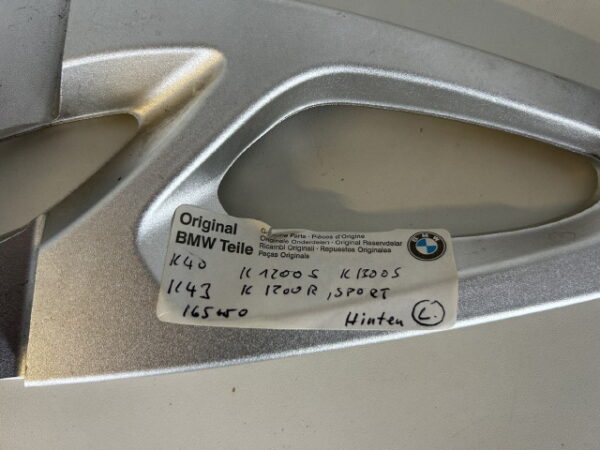 Original
BMW Teile
Genuine Parts · Pièces d'Origine
Originele Onderdelen · Original Reservdelar
Ricambi Originali · Repuestos Originales
Peças Originais
BMW
K40 K1200S K1300S
K43 K1200R, SPORT
Hinten L.